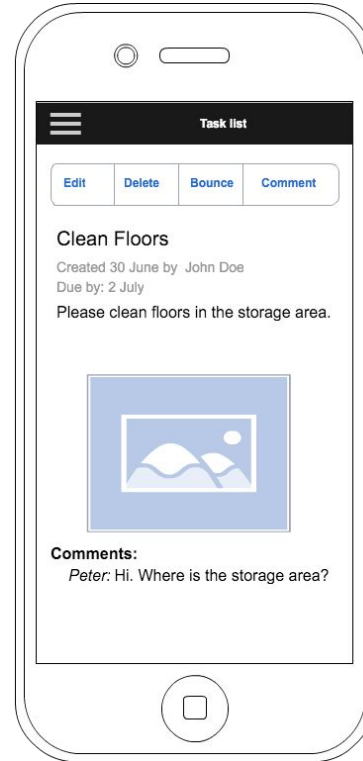 Task list
Edit Delete Bounce Comment
Clean Floors
Created 30 June by John Doe
Due by: 2 July
Please clean floors in the storage area.
Comments:
Peter: Hi. Where is the storage area?